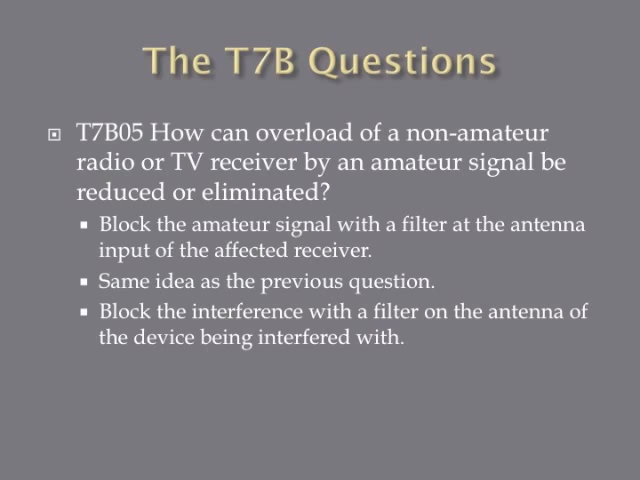 The T7B Questions
T7B05 How can overload of a non-amateur
radio or TV receiver by an amateur signal be
reduced or eliminated?
Block the amateur signal with a filter at the antenna
input of the affected receiver.
Same idea as the previous question.
Block the interference with a filter on the antenna of
the device being interfered with.